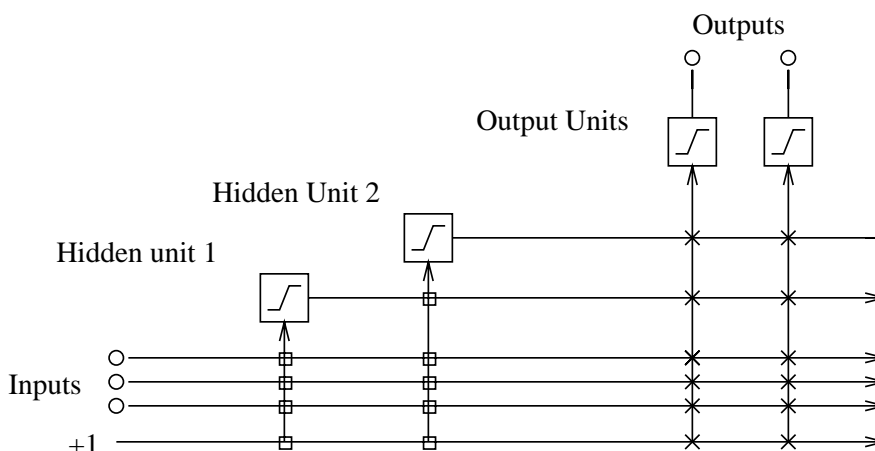 Outputs
Output Units
Hidden Unit 2
Hidden unit 1
Inputs
+1